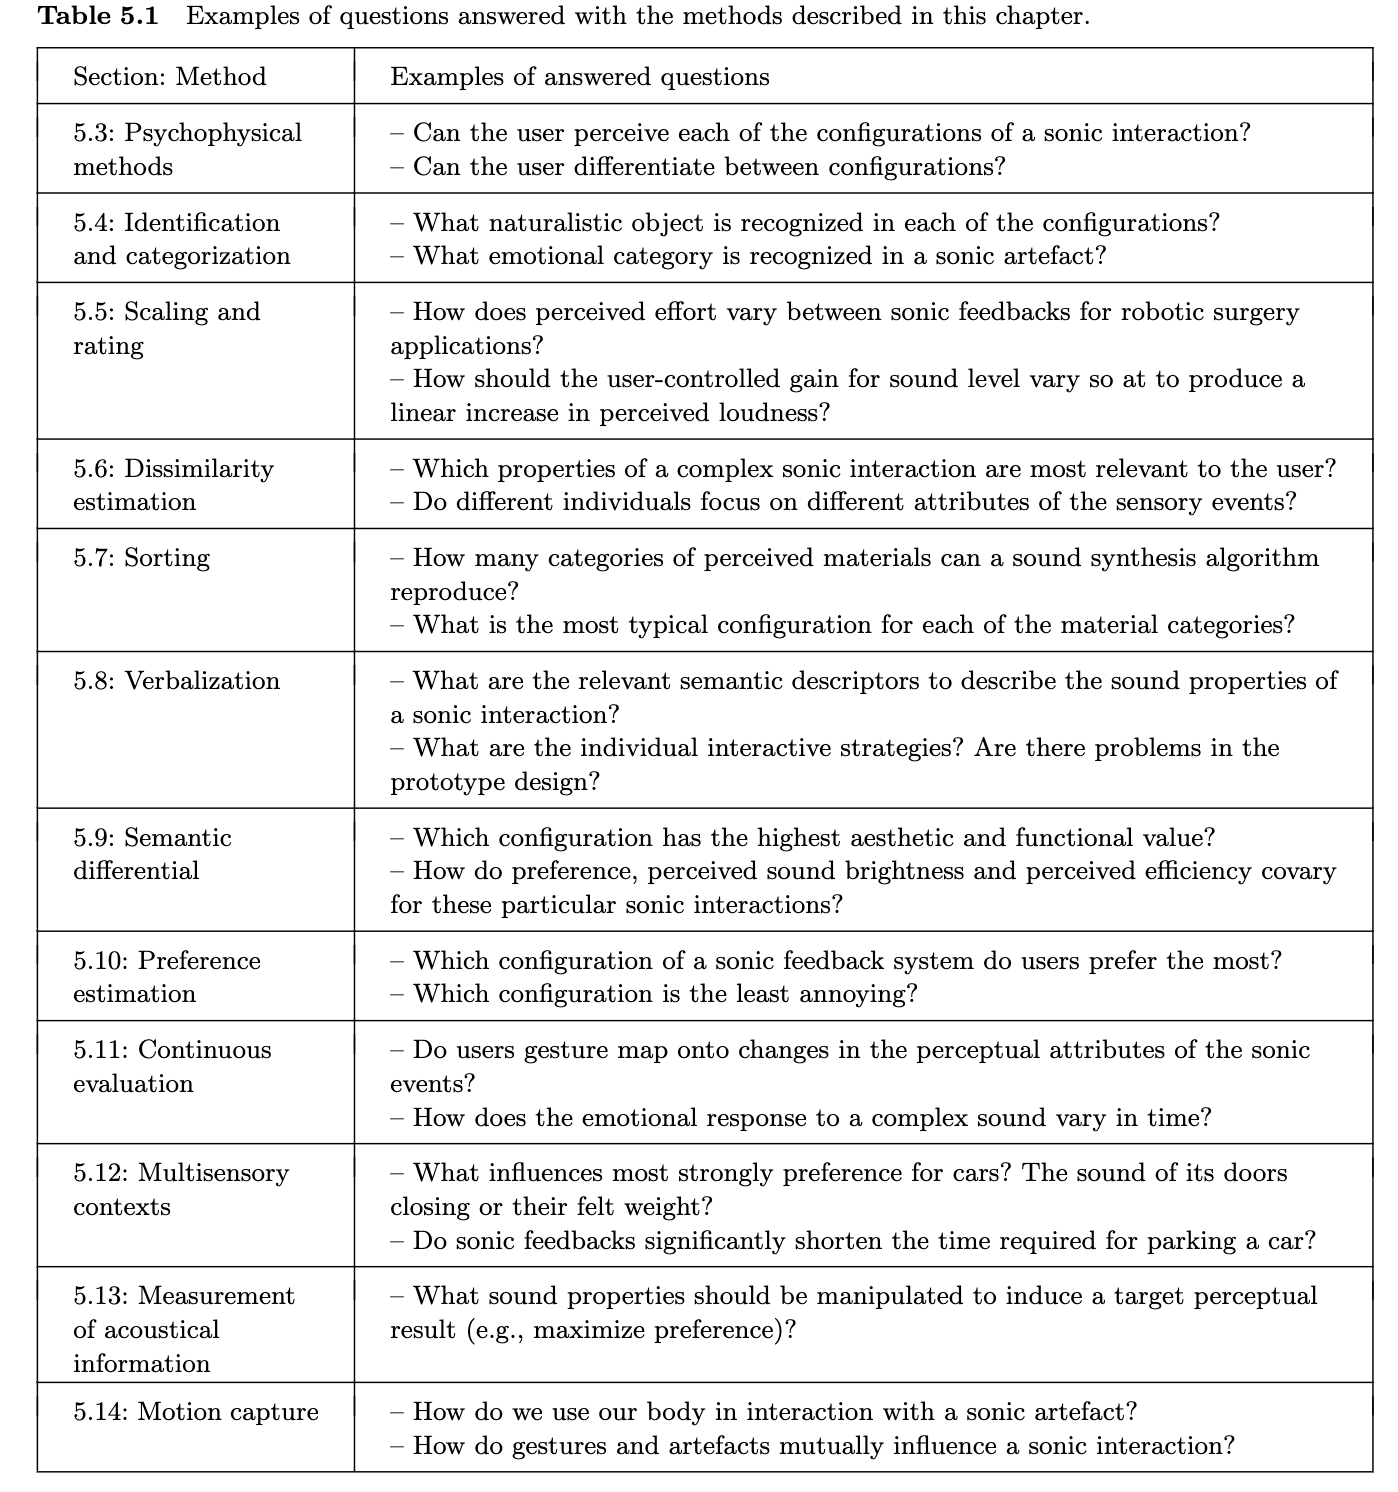 Table 5.1 Examples of questions answered with the methods described in this chapter.
Section: Method
Examples of answered questions
5.3: Psychophysical
methods
– Can the user perceive each of the configurations of a sonic interaction?
– Can the user differentiate between configurations?
5.4: Identification
and categorization
– What naturalistic object is recognized in each of the configurations?
– What emotional category is recognized in a sonic artefact?
5.5: Scaling and
rating
– How does perceived effort vary between sonic feedbacks for robotic surgery
applications?
– How should the user-controlled gain for sound level vary so at to produce a
linear increase in perceived loudness?
5.6: Dissimilarity
estimation
– Which properties of a complex sonic interaction are most relevant to the user?
– Do different individuals focus on different attributes of the sensory events?
5.7: Sorting
– How many categories of perceived materials can a sound synthesis algorithm
reproduce?
– What is the most typical configuration for each of the material categories?
5.8: Verbalization
– What are the relevant semantic descriptors to describe the sound properties of
a sonic interaction?
– What are the individual interactive strategies? Are there problems in the
prototype design?
5.9: Semantic
differential
– Which configuration has the highest aesthetic and functional value?
– How do preference, perceived sound brightness and perceived efficiency covary
for these particular sonic interactions?
5.10: Preference
estimation
– Which configuration of a sonic feedback system do users prefer the most?
– Which configuration is the least annoying?
5.11: Continuous
evaluation
– Do users gesture map onto changes in the perceptual attributes of the sonic
events?
– How does the emotional response to a complex sound vary in time?
5.12: Multisensory
contexts
– What influences most strongly preference for cars? The sound of its doors
closing or their felt weight?
– Do sonic feedbacks significantly shorten the time required for parking a car?
5.13: Measurement
of acoustical
information
– What sound properties should be manipulated to induce a target perceptual
result (e.g., maximize preference)?
5.14: Motion capture
– How do we use our body in interaction with a sonic artefact?
– How do gestures and artefacts mutually influence a sonic interaction?